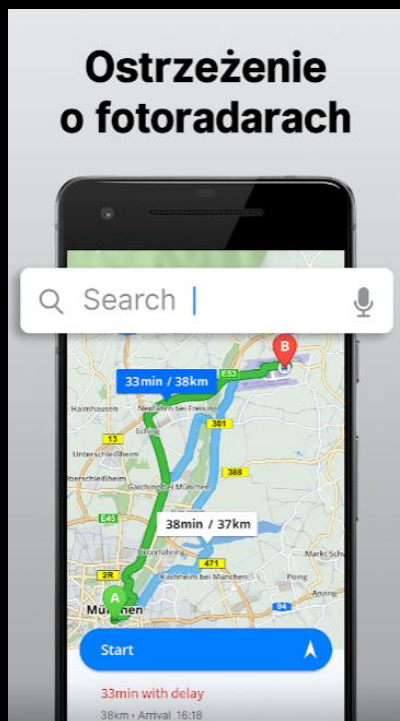 Ostrzeżenie
o fotoradarach
Search
B
33min / 38km
E53
Haimhausen
Neufahrn bei Freising
301
Eching
13
Unterschleißheim
388
Oberschleißheim
Garching bei München
E45
38min / 37km
Unterföhring
Markt Schw
471
2R
Kirchheim bei München
Poing
A
Anzing
94
München
Start
33min with delay
38km • Arrival 16:18